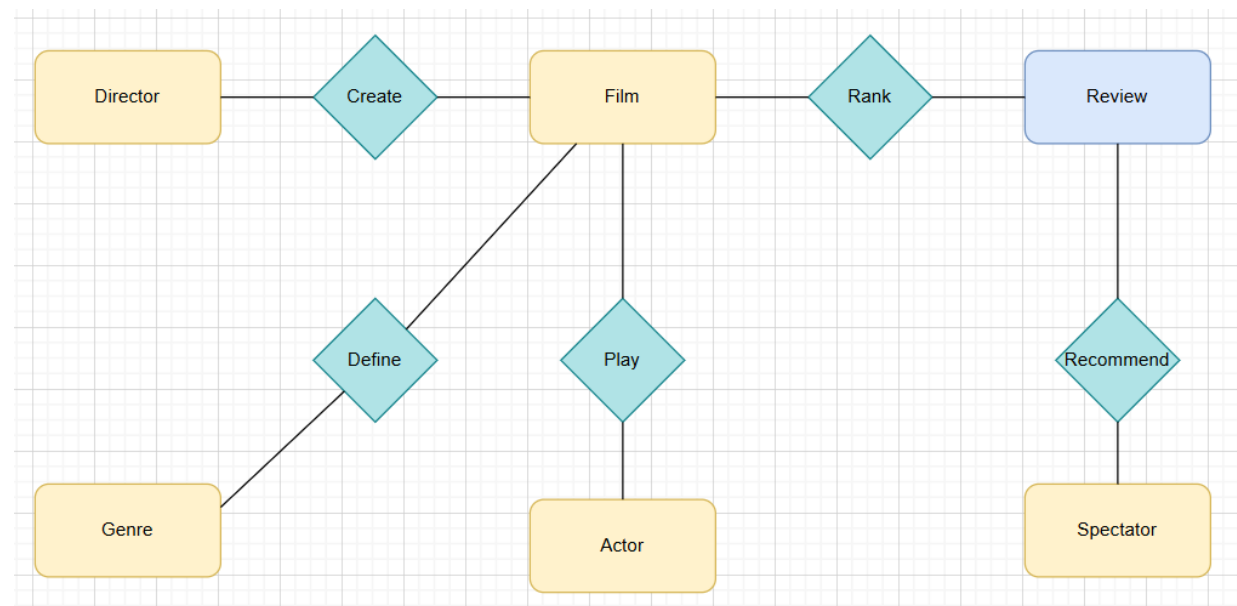 Director
Create
Film
Rank
Review
Define
Play
Recommend
Genre
Actor
Spectator